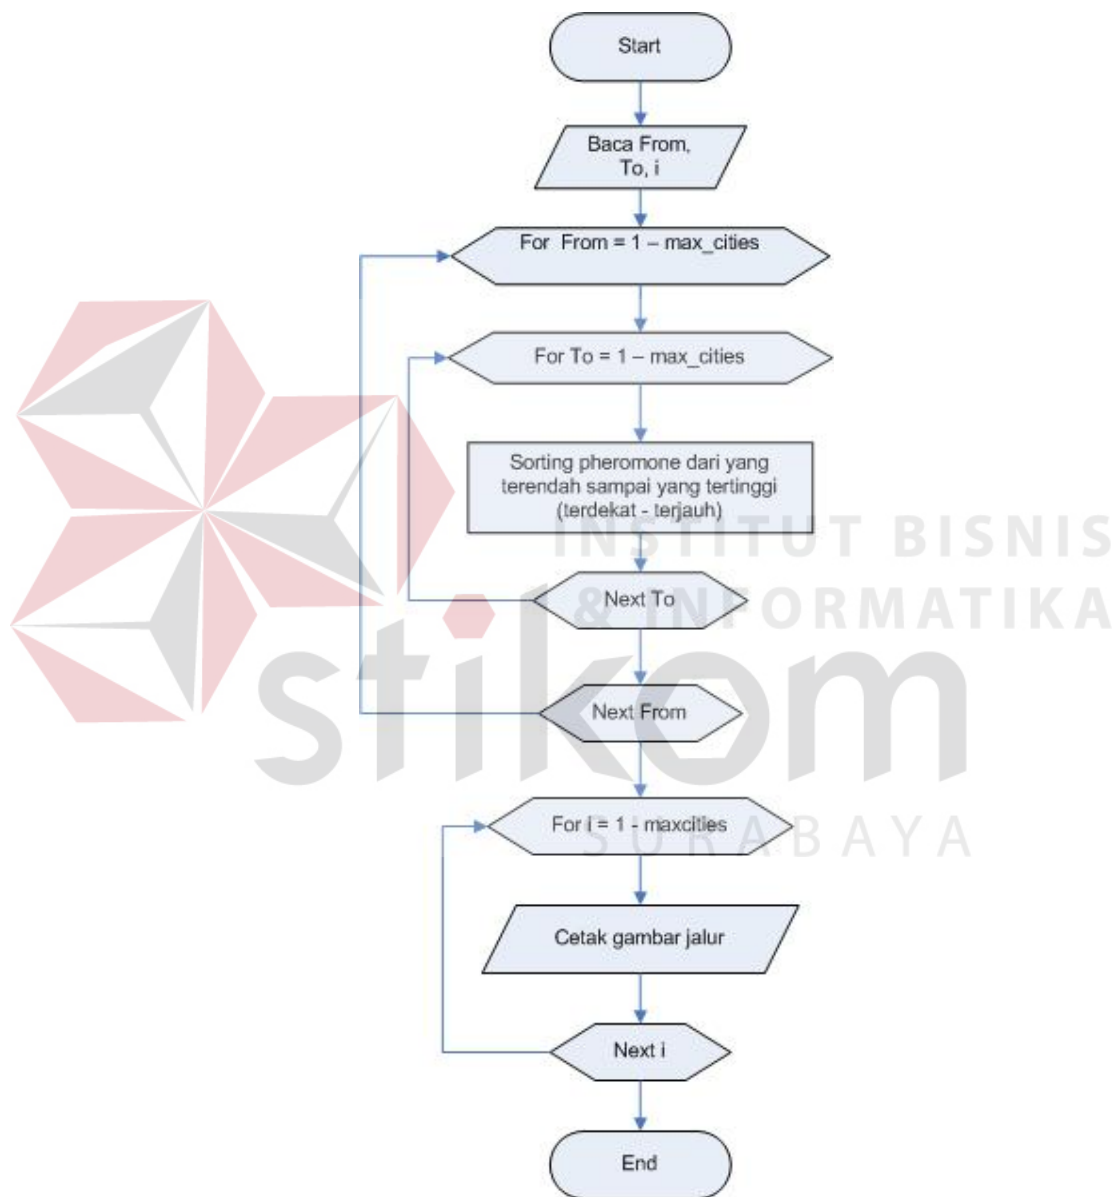 Start
Baca From,
To, i
For From = 1 – max_cities
For To = 1 – max_cities
Sorting pheromone dari yang
terendah sampai yang tertinggi
(terdekat - terjauh)
INSTITUT BISNIS
Next To
& INFORMATIKA
stikom
Next From
For i = 1 - maxcities
SURABAYA
Cetak gambar jalur
Next i
End